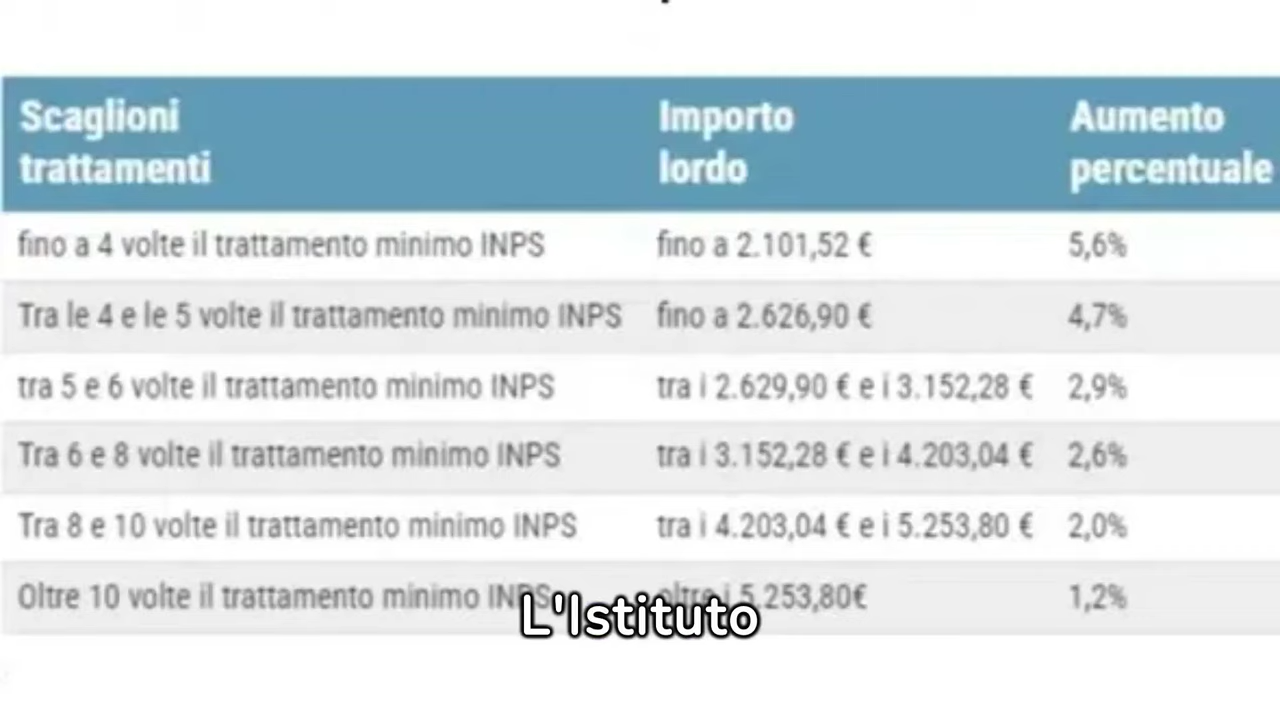 Scaglioni trattamenti Importo lordo Aumento percentuale
fino a 4 volte il trattamento minimo INPS fino a 2.101,52 € 5,6%
Tra le 4 e le 5 volte il trattamento minimo INPS fino a 2.626,90 € 4,7%
tra 5 e 6 volte il trattamento minimo INPS tra i 2.629,90 € e i 3.152,28 € 2,9%
Tra 6 e 8 volte il trattamento minimo INPS tra i 3.152,28 € e i 4.203,04 € 2,6%
Tra 8 e 10 volte il trattamento minimo INPS tra i 4.203,04 € e i 5.253,80 € 2,0%
Oltre 10 volte il trattamento minimo INPS oltre i 5.253,80€ 1,2%
L'Istituto